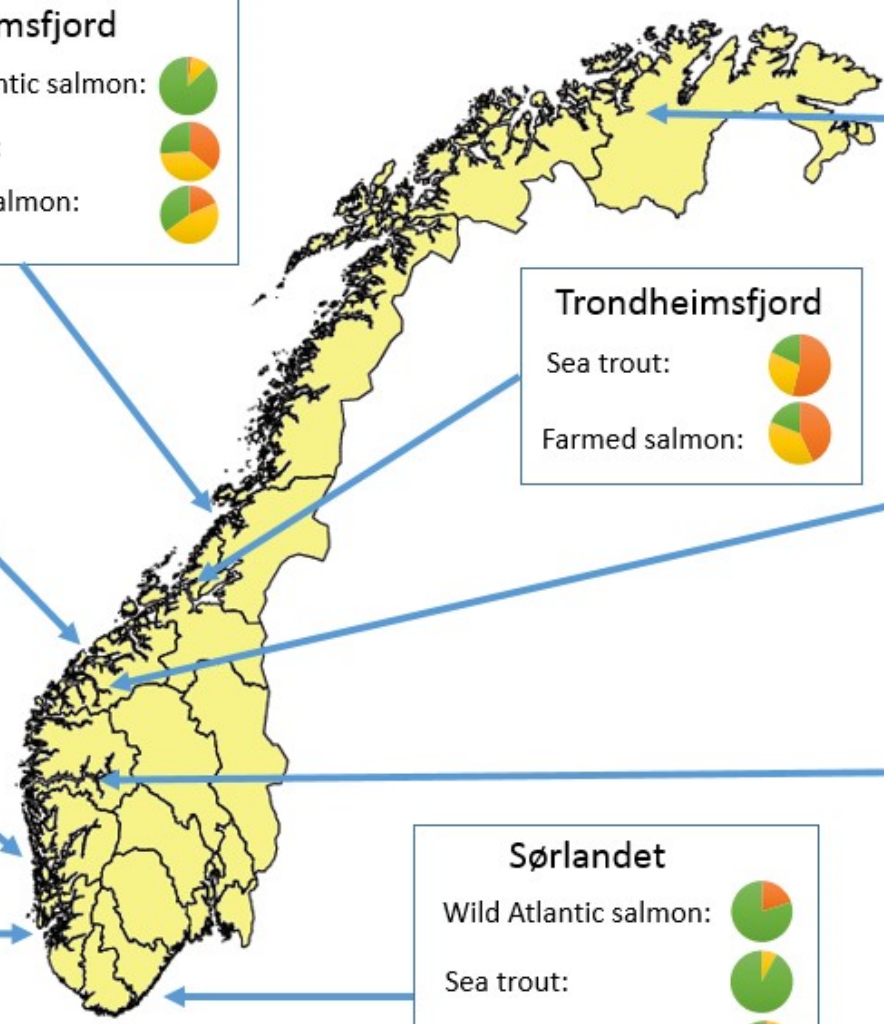 msfjord
ntic salmon:
:
almon:
Trondheimsfjord
Sea trout:
Farmed salmon:
Sørlandet
Wild Atlantic salmon:
Sea trout: